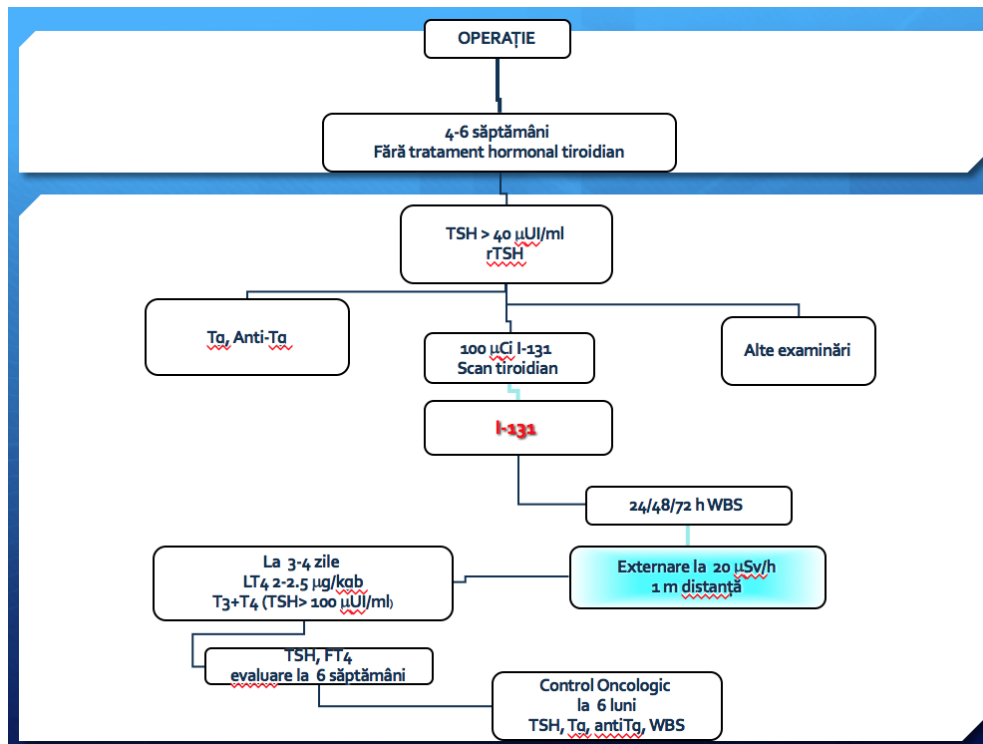 OPERAȚIE
4-6 săptămâni
Fără tratament hormonal tiroidian
TSH > 40 µUI/ml
rTSH
Tg, Anti-Tg
100 µCi I-131
Scan tiroidian
Alte examinări
I-131
24/48/72 h WBS
La 3-4 zile
LT4 2-2.5 µg/kgb
T3+T4 (TSH> 100 µUI/ml)
Externare la 20 µSv/h
1 m distanță
TSH, FT4
evaluare la 6 săptămâni
Control Oncologic
la 6 luni
TSH, Tg, antiTg, WBS